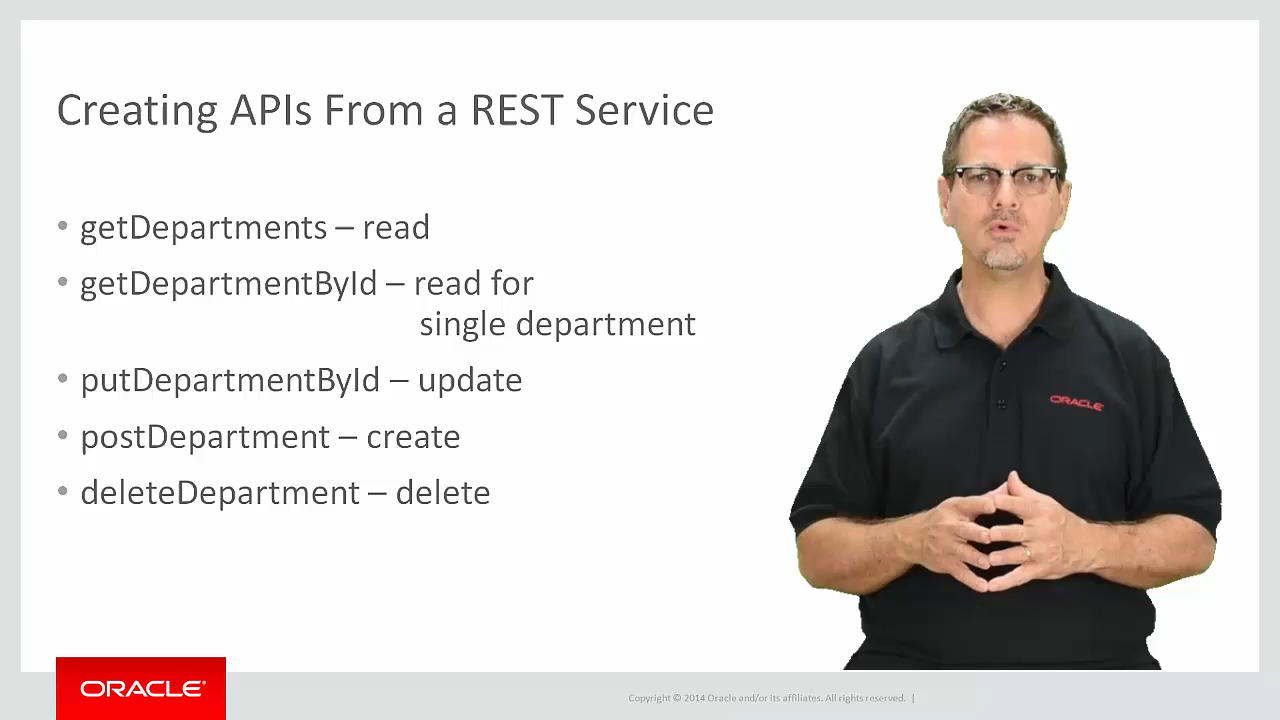 Creating APIs From a REST Service
• getDepartments – read
• getDepartmentById – read for
single department
• putDepartmentById – update
• postDepartment – create
• deleteDepartment – delete
ORACLE
ORACLE®
Copyright © 2014 Oracle and/or its affiliates. All rights reserved. |